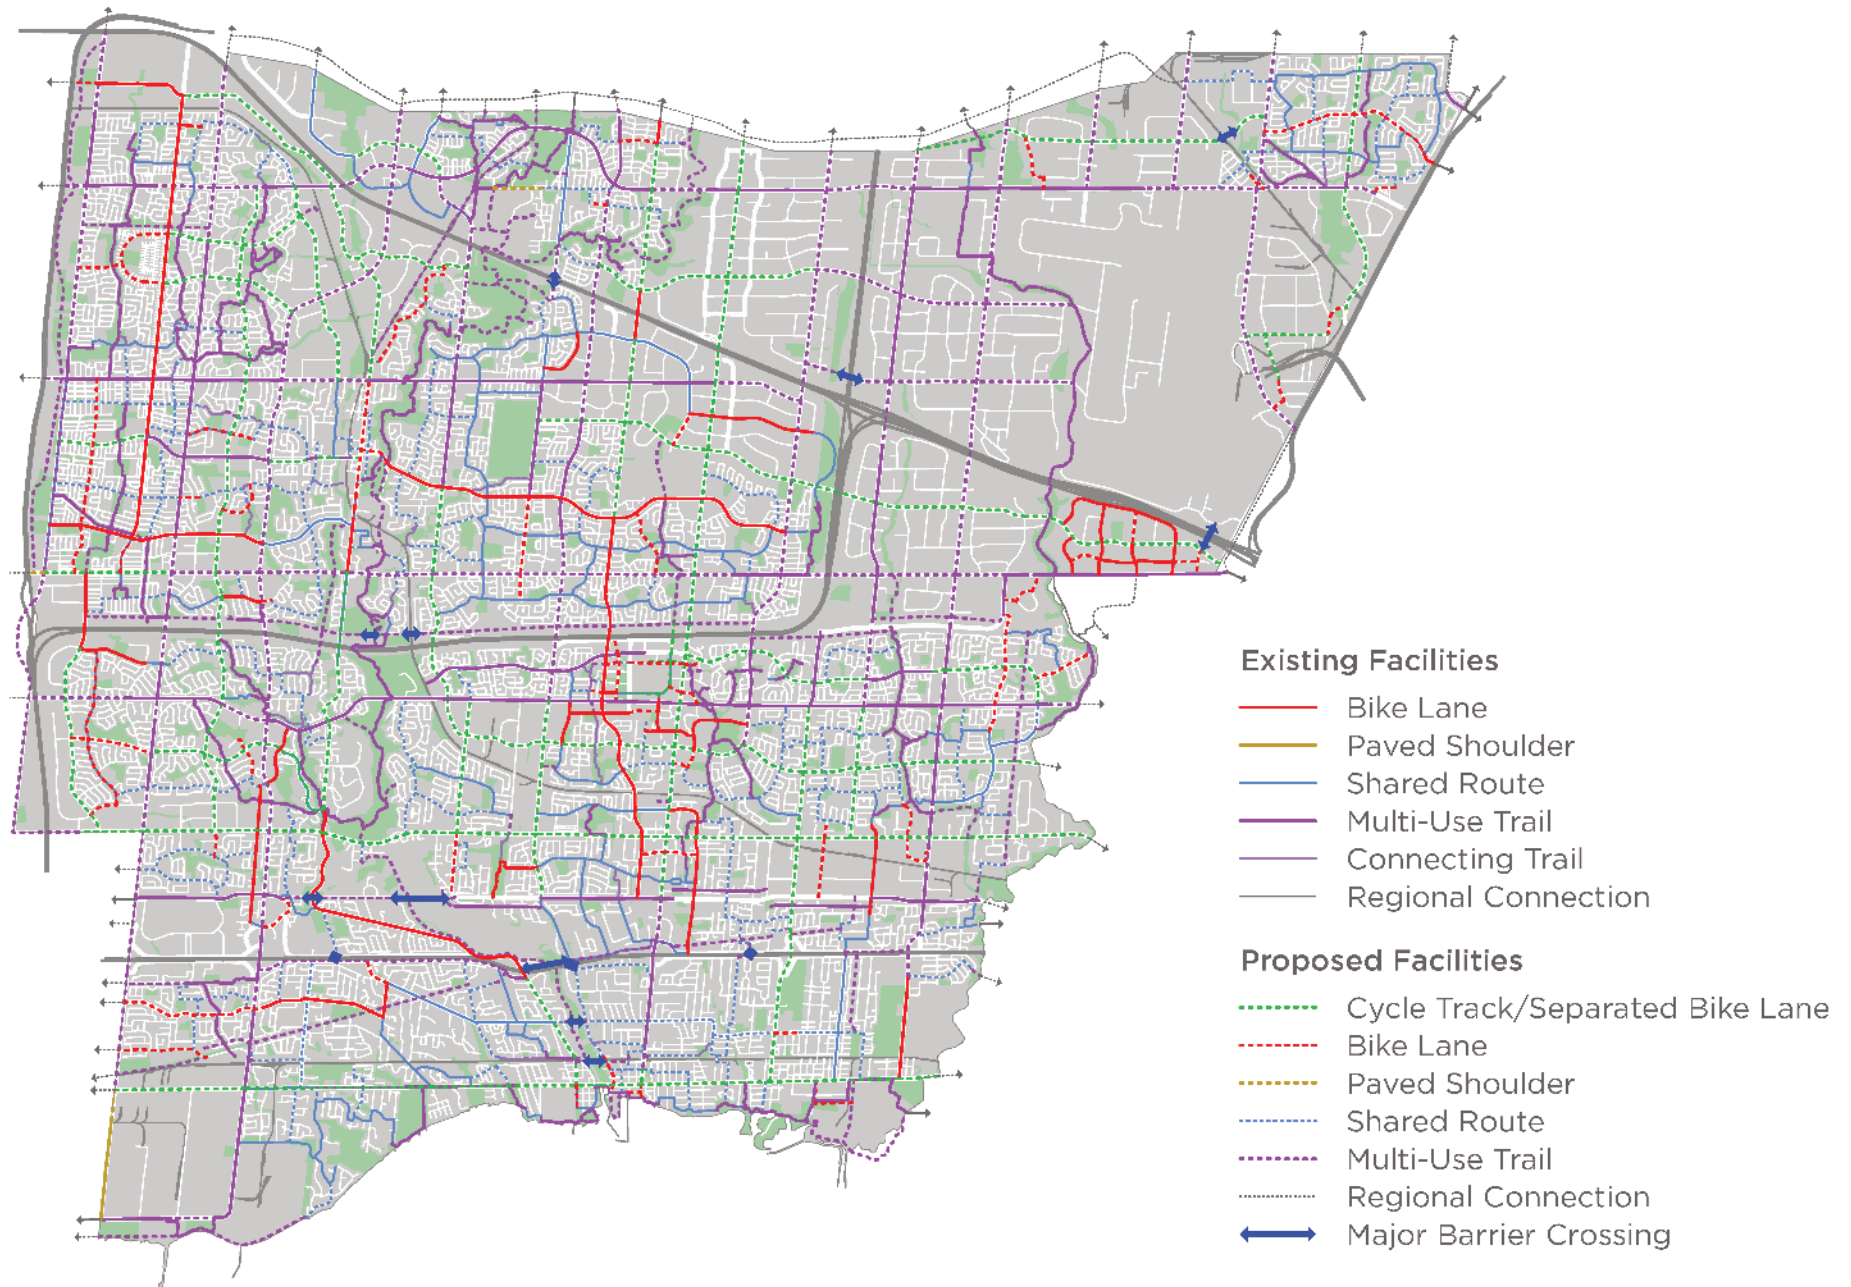 Existing Facilities
Bike Lane
Paved Shoulder
Shared Route
Multi-Use Trail
Connecting Trail
Regional Connection
Proposed Facilities
Cycle Track/Separated Bike Lane
Bike Lane
Paved Shoulder
Shared Route
Multi-Use Trail
Regional Connection
Major Barrier Crossing